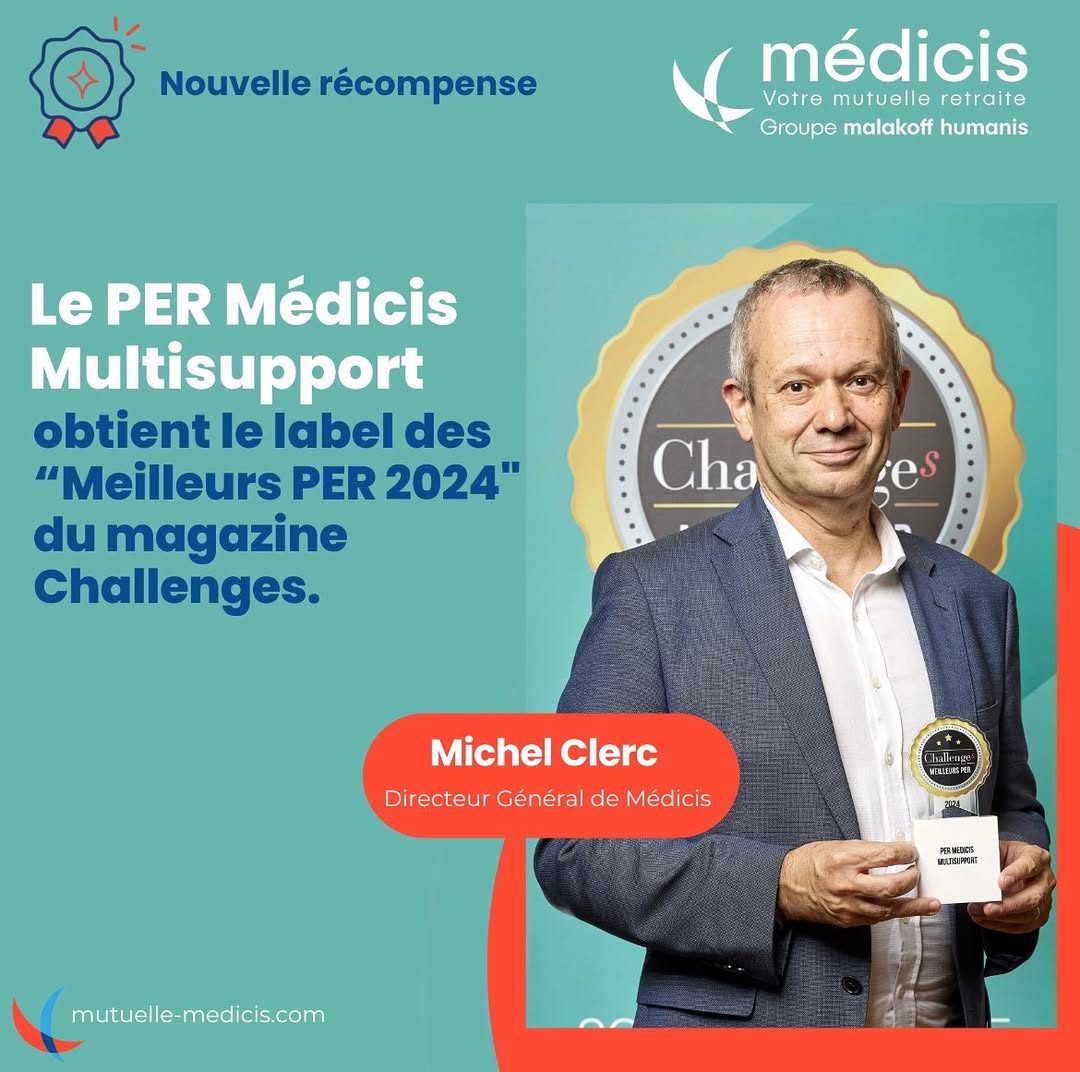 Nouvelle récompense
médicis
Votre mutuelle retraite
Groupe malakoff humanis
Le PER Médicis
Multisupport
obtient le label des
“Meilleurs PER 2024"
du magazine
Challenges.
Challenges
Michel Clerc
Directeur Général de Médicis
Challenges
MEILLEURS PER
2024
PER MEDICIS
MULTISUPPORT
mutuelle-medicis.com